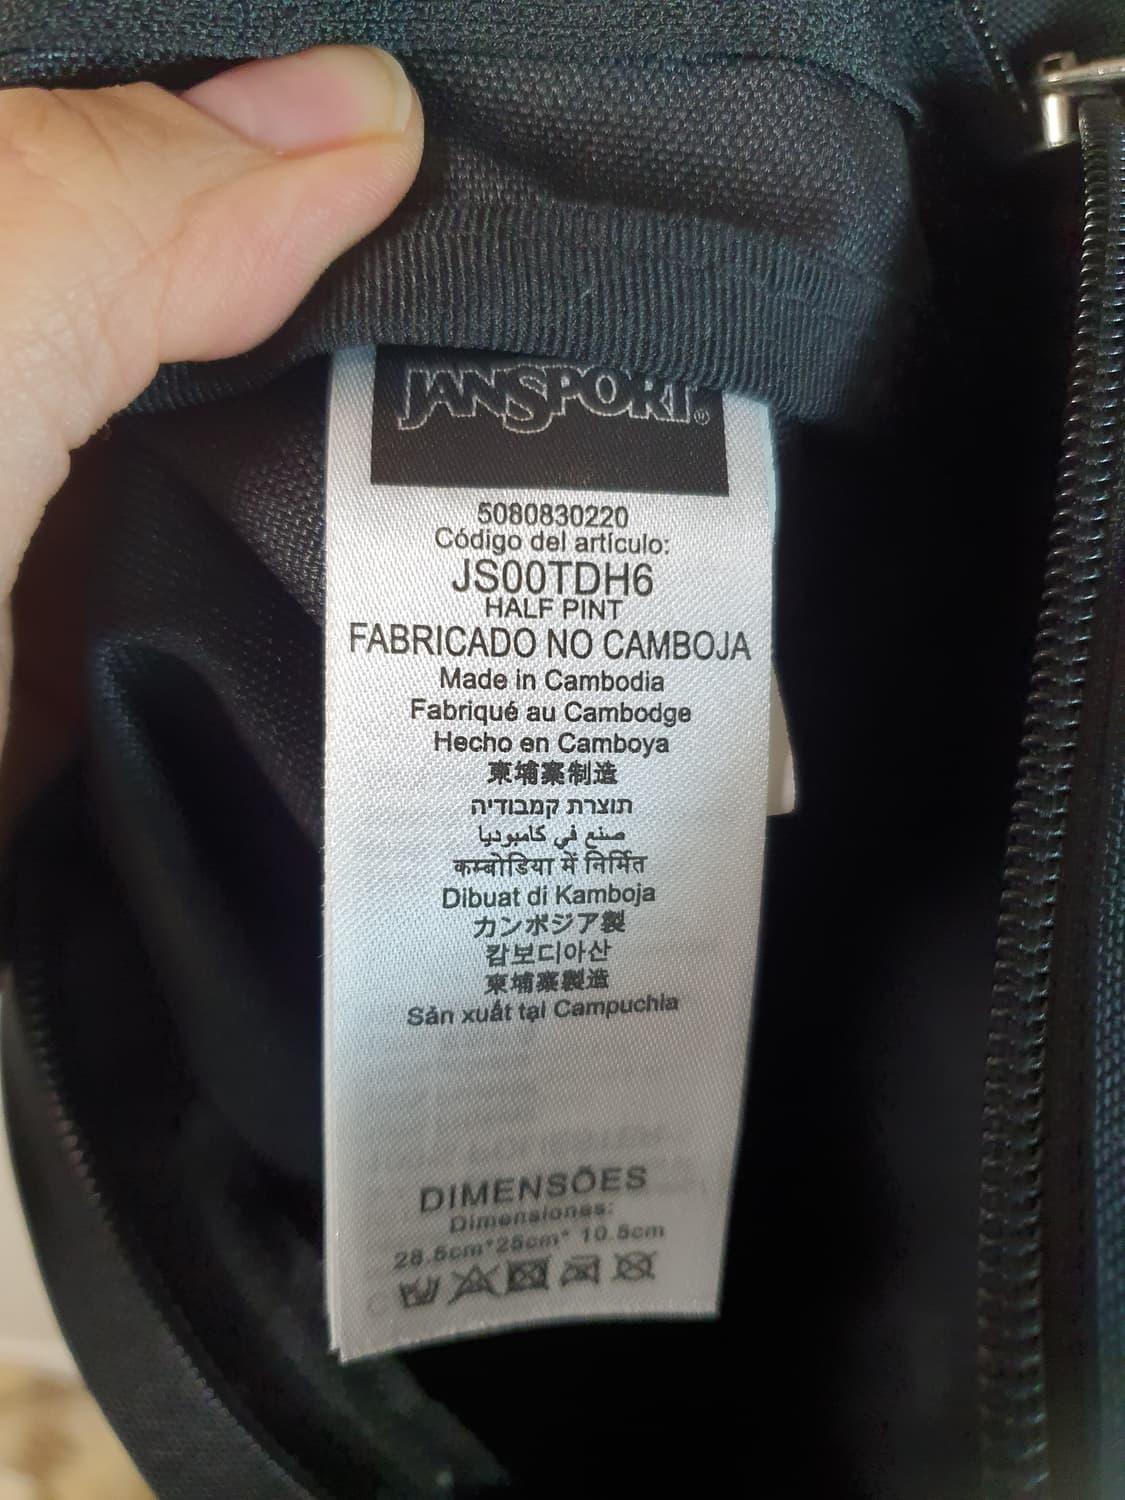 JANSPORT®
5080830220
Código del artículo:
JS00TDH6
HALF PINT
FABRICADO NO CAMBOJA
Made in Cambodia
Fabriqué au Cambodge
Hecho en Camboya
柬埔寨制造
תוצרת קמבודיה
صنع في كامبوديا
कम्बोडिया में निर्मित
Dibuat di Kamboja
カンボジア製
캄보디아산
柬埔寨製造
Sản xuất tại Campuchia
DIMENSÕES
Dimensiones:
28.5cm*25cm* 10.5cm